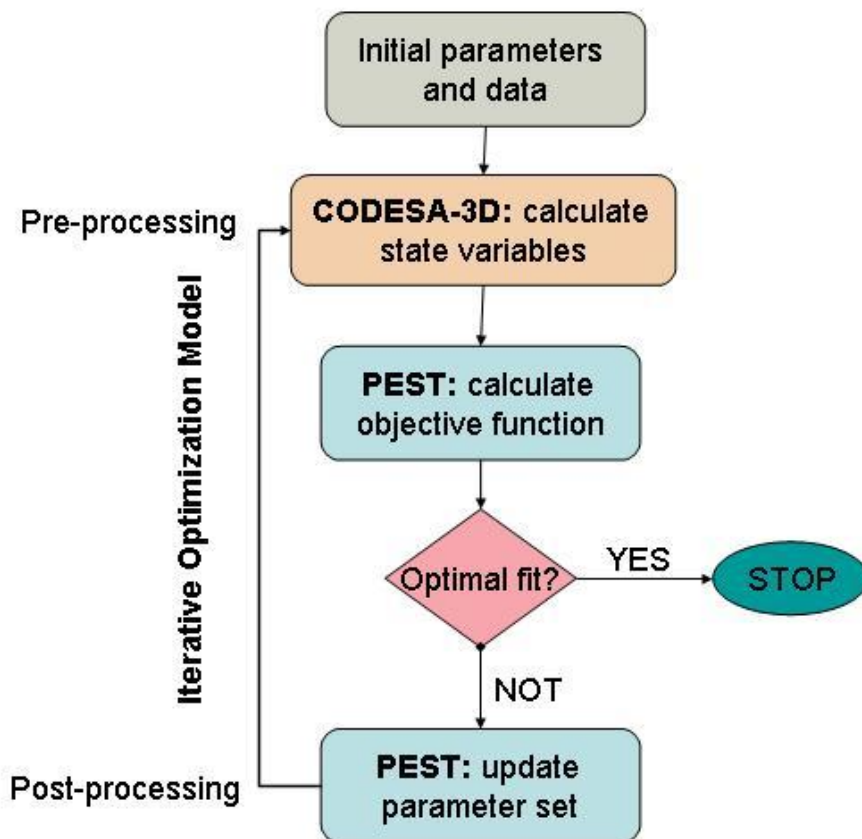 Initial parameters
and data
Pre-processing
CODESA-3D: calculate
state variables
Iterative Optimization Model
PEST: calculate
objective function
Optimal fit?
YES
STOP
NOT
Post-processing
PEST: update
parameter set